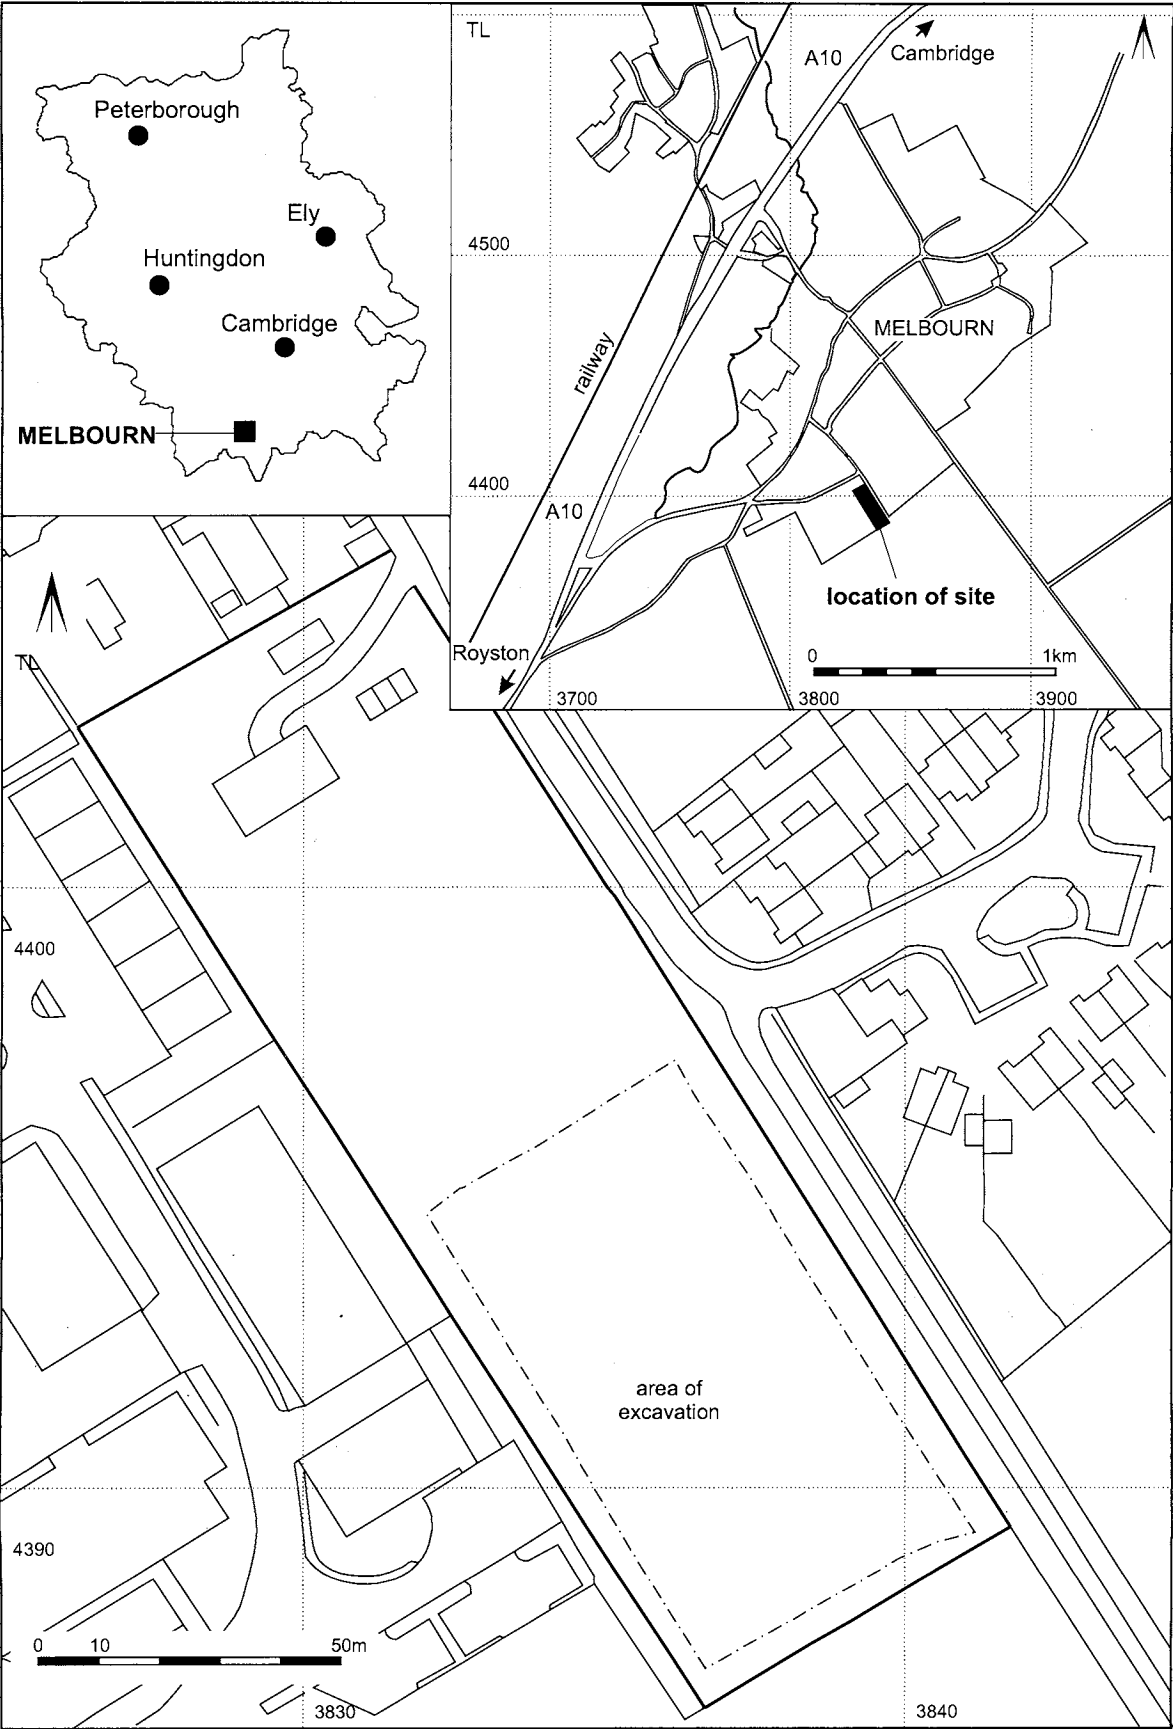 Peterborough
Ely
Huntingdon
Cambridge
MELBOURN
TL
A10
Cambridge
4500
MELBOURN
railway
4400
A10
location of site
Royston
0 1km
3700 3800 3900
TL
4400
area of
excavation
4390
0 10 50m
3830 3840